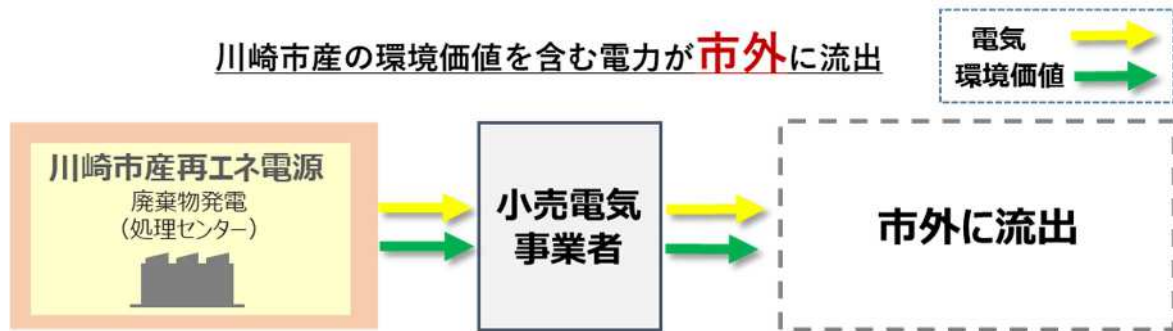 川崎市産の環境価値を含む電力が市外に流出
電気
環境価値
川崎市産再エネ電源
廃棄物発電
(処理センター)
小売電気
事業者
市外に流出